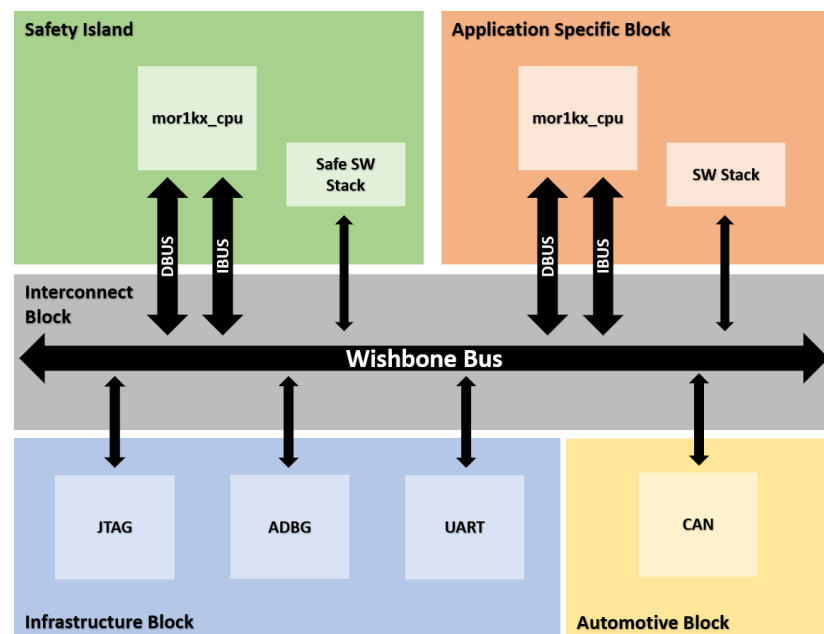 Safety Island
Application Specific Block
mor1kx_cpu
mor1kx_cpu
Safe SW
Stack
SW Stack
DBUS
IBUS
DBUS
IBUS
Interconnect
Block
Wishbone Bus
JTAG
ADBG
UART
CAN
Infrastructure Block
Automotive Block